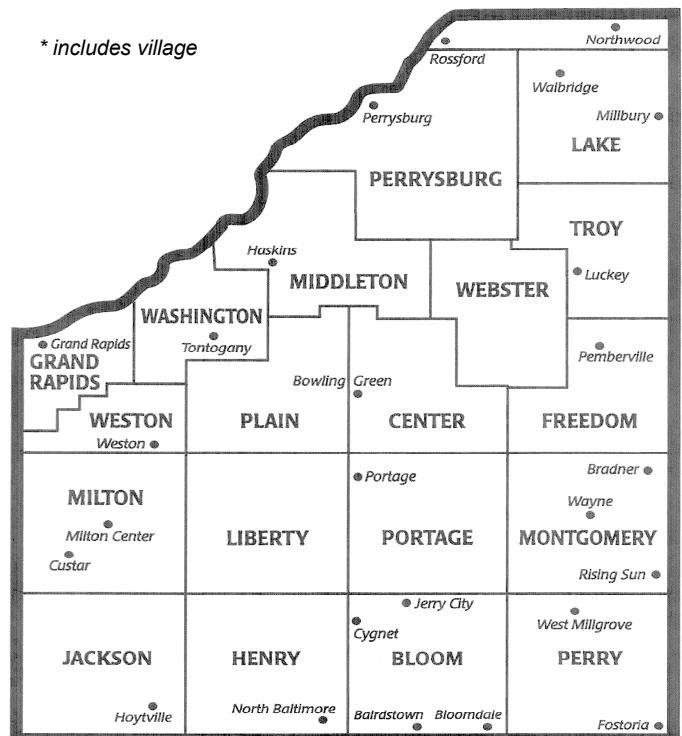 * includes village
Northwood
Rossford
Walbridge
Perrysburg
Millbury
LAKE
PERRYSBURG
TROY
Haskins
Luckey
MIDDLETON
WEBSTER
WASHINGTON
Grand Rapids
Tontogany
Pemberville
GRAND
RAPIDS
Bowling Green
WESTON
PLAIN
CENTER
FREEDOM
Weston
Bradner
Portage
MILTON
Wayne
Milton Center
LIBERTY
PORTAGE
MONTGOMERY
Custar
Rising Sun
Jerry City
West Millgrove
Cygnet
JACKSON
HENRY
BLOOM
PERRY
North Baltimore
Hoytville
Bairdstown
Bloomdale
Fostoria